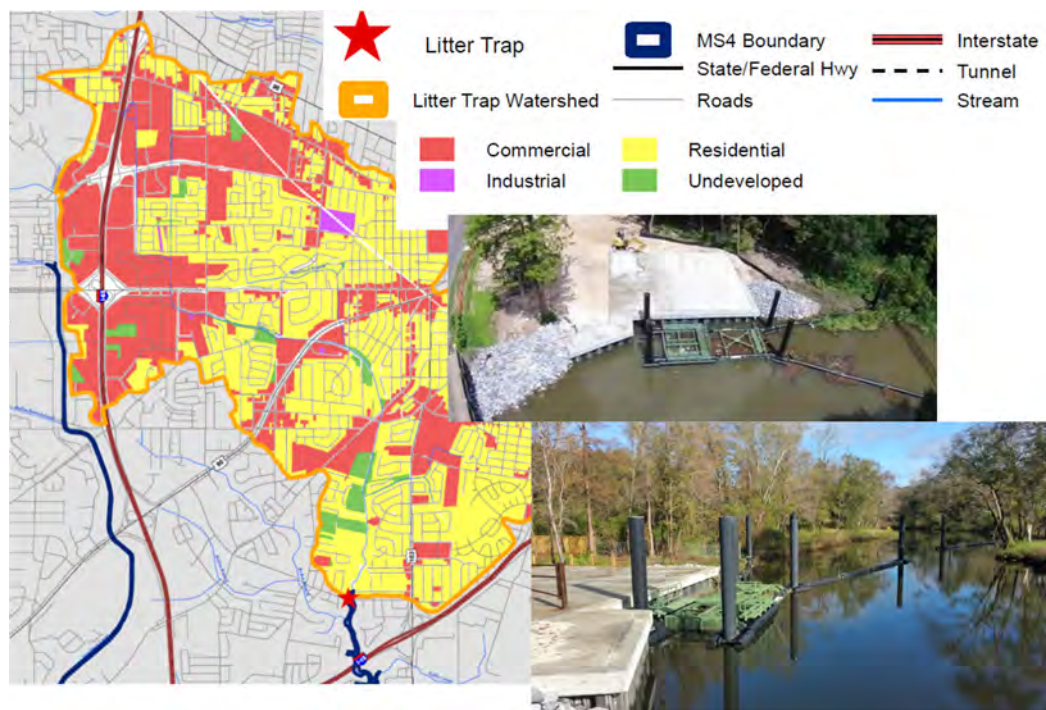 Litter Trap
MS4 Boundary
Interstate
State/Federal Hwy
Tunnel
Litter Trap Watershed
Roads
Stream
Commercial
Residential
Industrial
Undeveloped